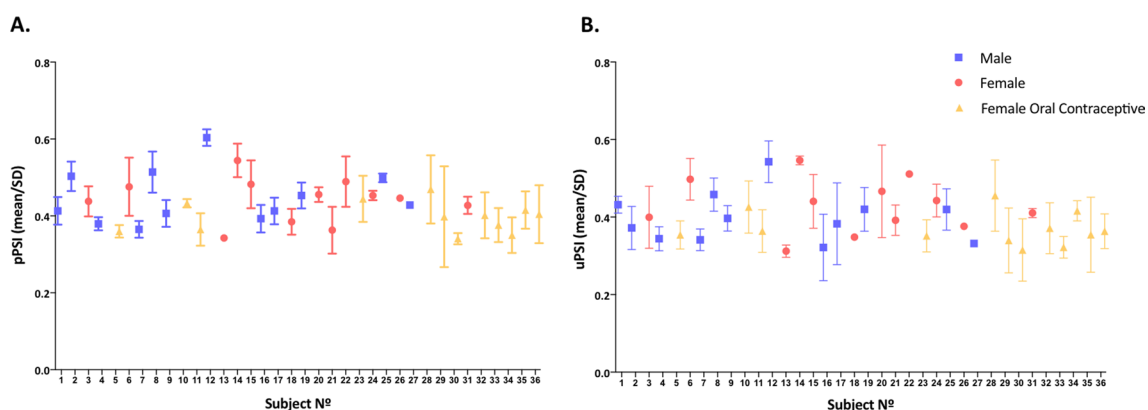 A.
pPSI (mean/SD)
0.8
0.6
0.4
0.2
0.0
1 2 3 4 5 6 7 8 9 10 11 12 13 14 15 16 17 18 19 20 21 22 23 24 25 26 27 28 29 30 31 32 33 34 35 36
Subject Nº
B.
uPSI (mean/SD)
0.8
0.6
0.4
0.2
0.0
1 2 3 4 5 6 7 8 9 10 11 12 13 14 15 16 17 18 19 20 21 22 23 24 25 26 27 28 29 30 31 32 33 34 35 36
Subject Nº
Male
Female
Female Oral Contraceptive